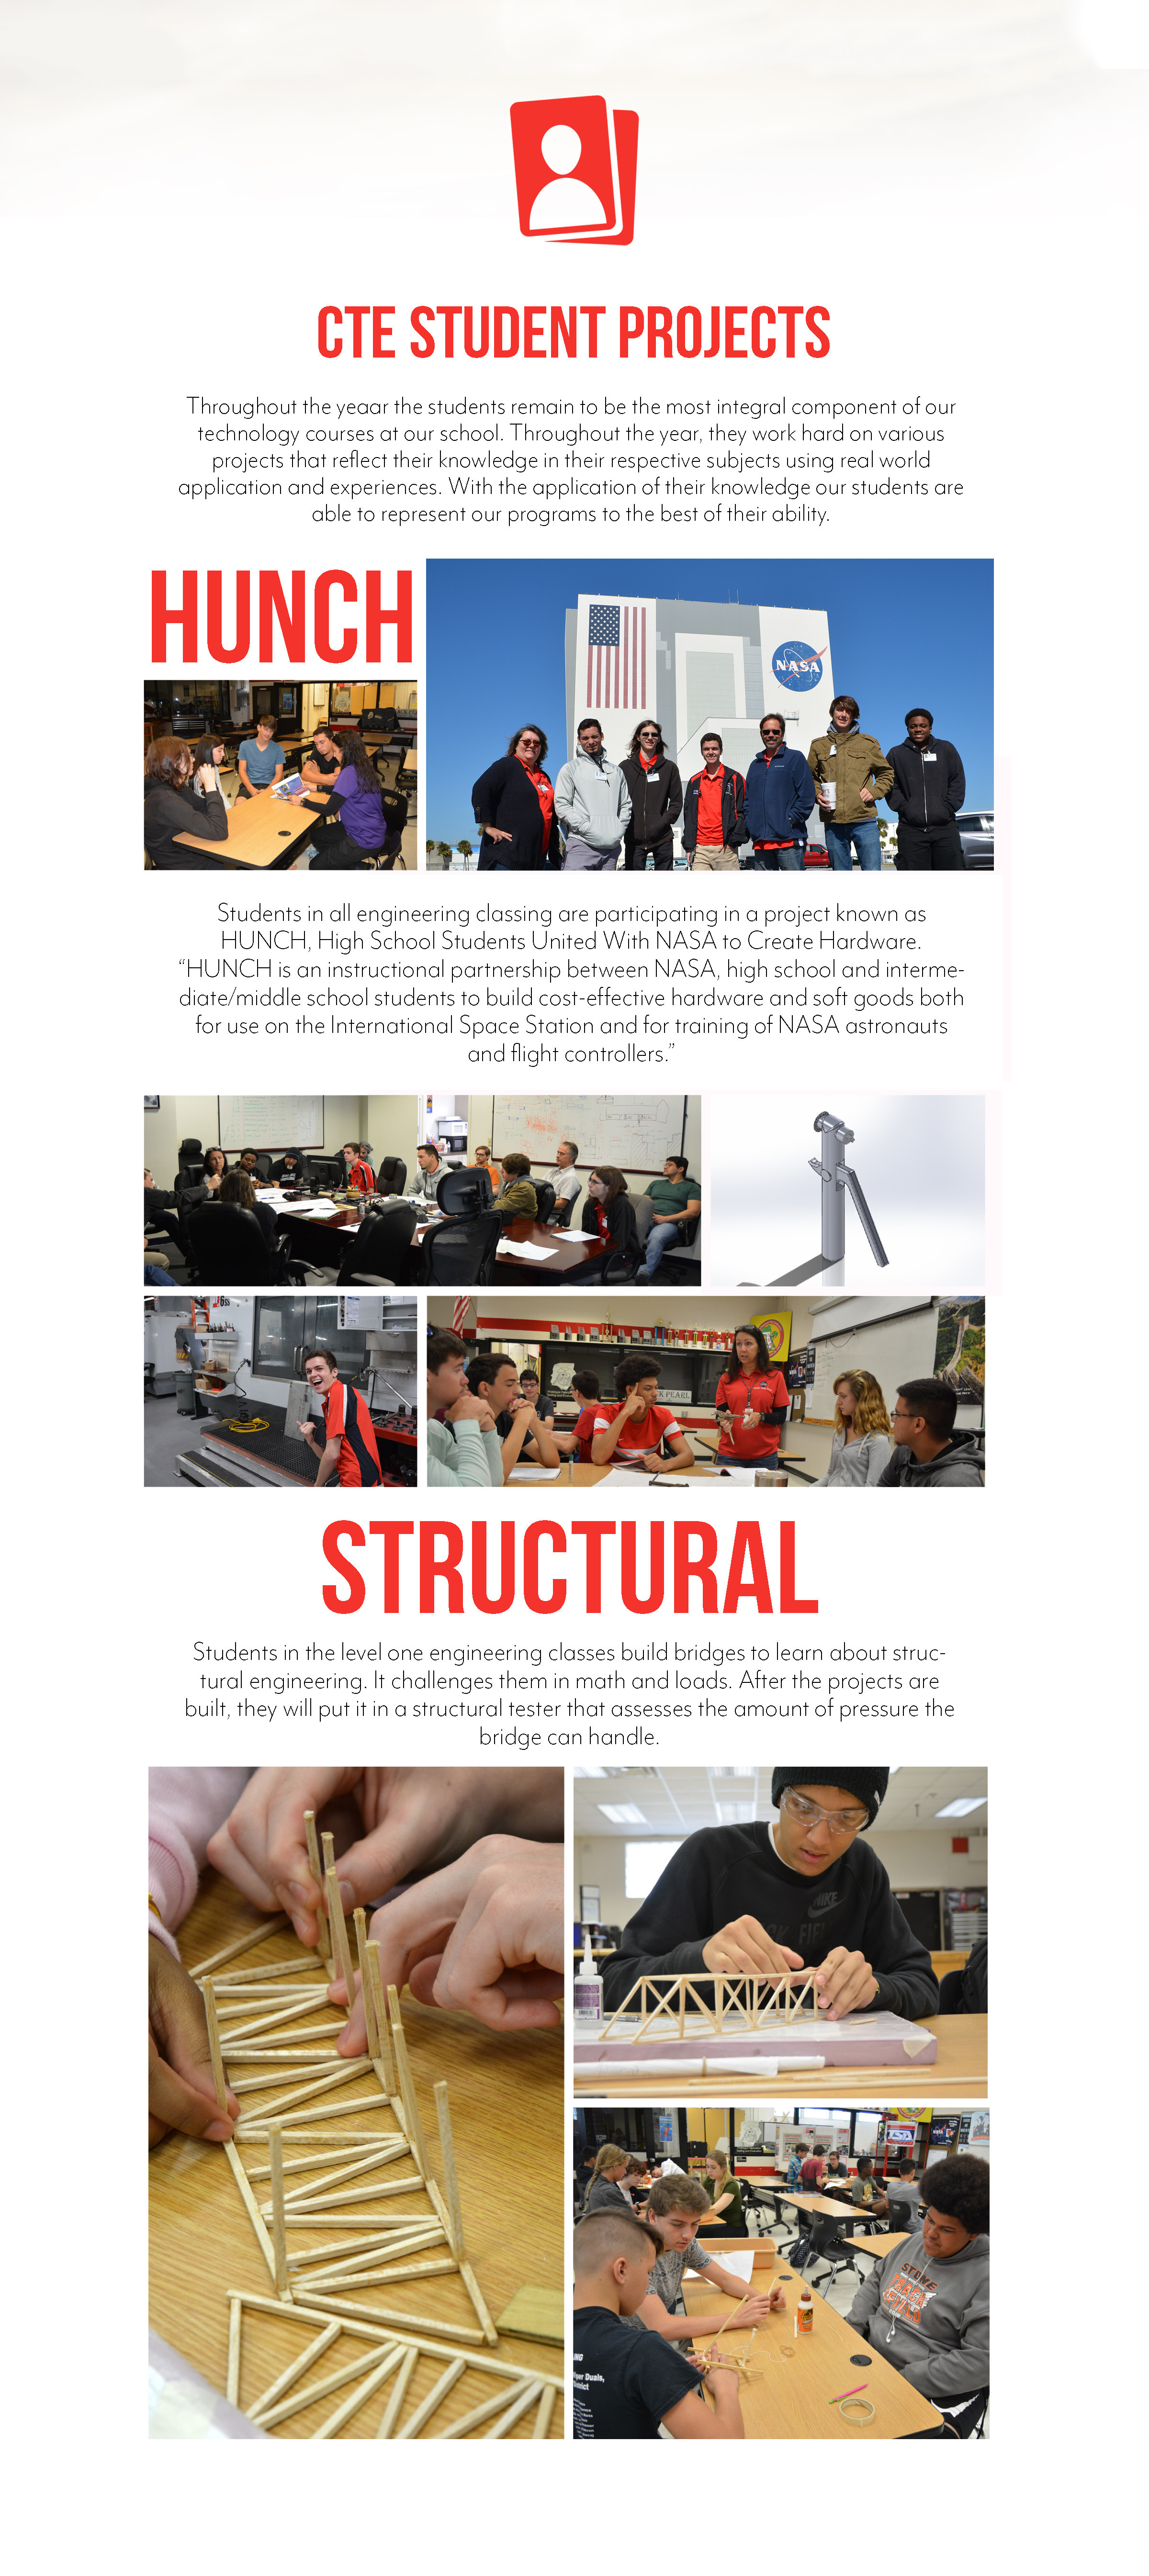 CTE STUDENT PROJECTS
Throughout the yeaar the students remain to be the most integral component of our
technology courses at our school. Throughout the year, they work hard on various
projects that reflect their knowledge in their respective subjects using real world
application and experiences. With the application of their knowledge our students are
able to represent our programs to the best of their ability.
HUNCH
NASA
Students in all engineering classing are participating in a project known as
HUNCH, High School Students United With NASA to Create Hardware.
“HUNCH is an instructional partnership between NASA, high school and interme-
diate/middle school students to build cost-effective hardware and soft goods both
for use on the International Space Station and for training of NASA astronauts
and flight controllers.”
PEARL
STRUCTURAL
Students in the level one engineering classes build bridges to learn about struc-
tural engineering. It challenges them in math and loads. After the projects are
built, they will put it in a structural tester that assesses the amount of pressure the
bridge can handle.
NIKE
TSA